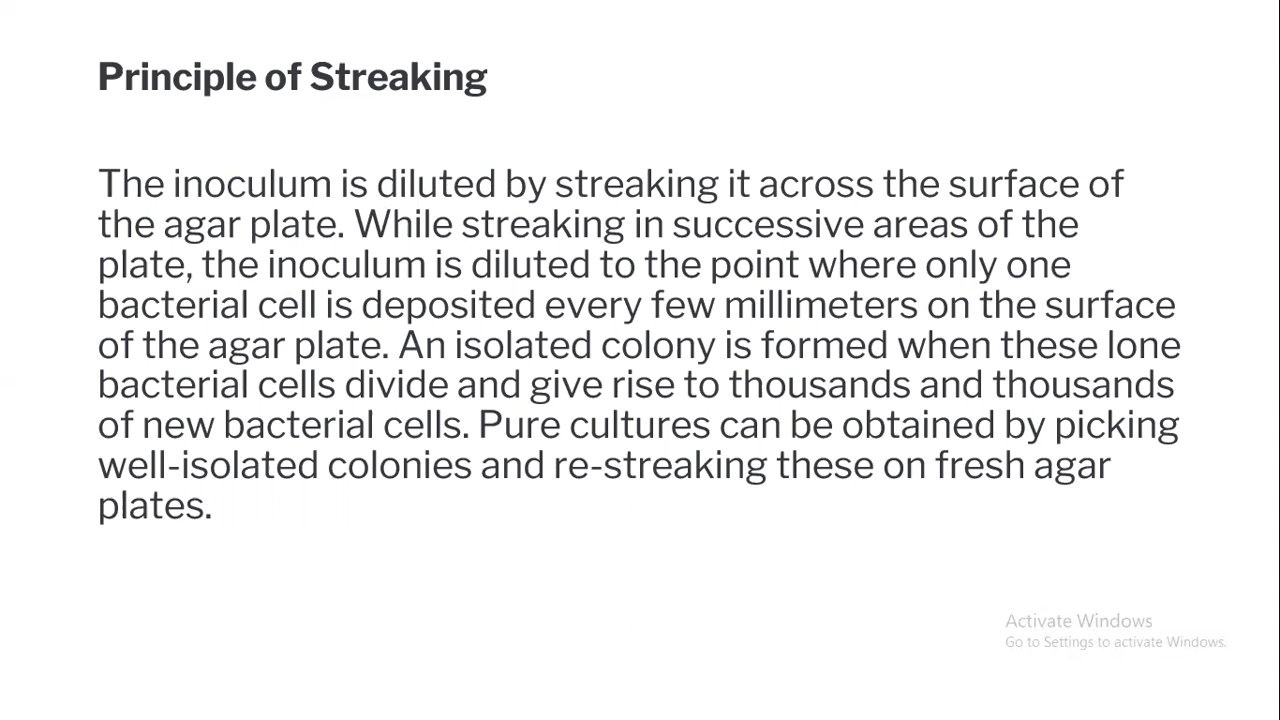 Principle of Streaking
The inoculum is diluted by streaking it across the surface of
the agar plate. While streaking in successive areas of the
plate, the inoculum is diluted to the point where only one
bacterial cell is deposited every few millimeters on the surface
of the agar plate. An isolated colony is formed when these lone
bacterial cells divide and give rise to thousands and thousands
of new bacterial cells. Pure cultures can be obtained by picking
well-isolated colonies and re-streaking these on fresh agar
plates.
Activate Windows
Go to Settings to activate Windows.